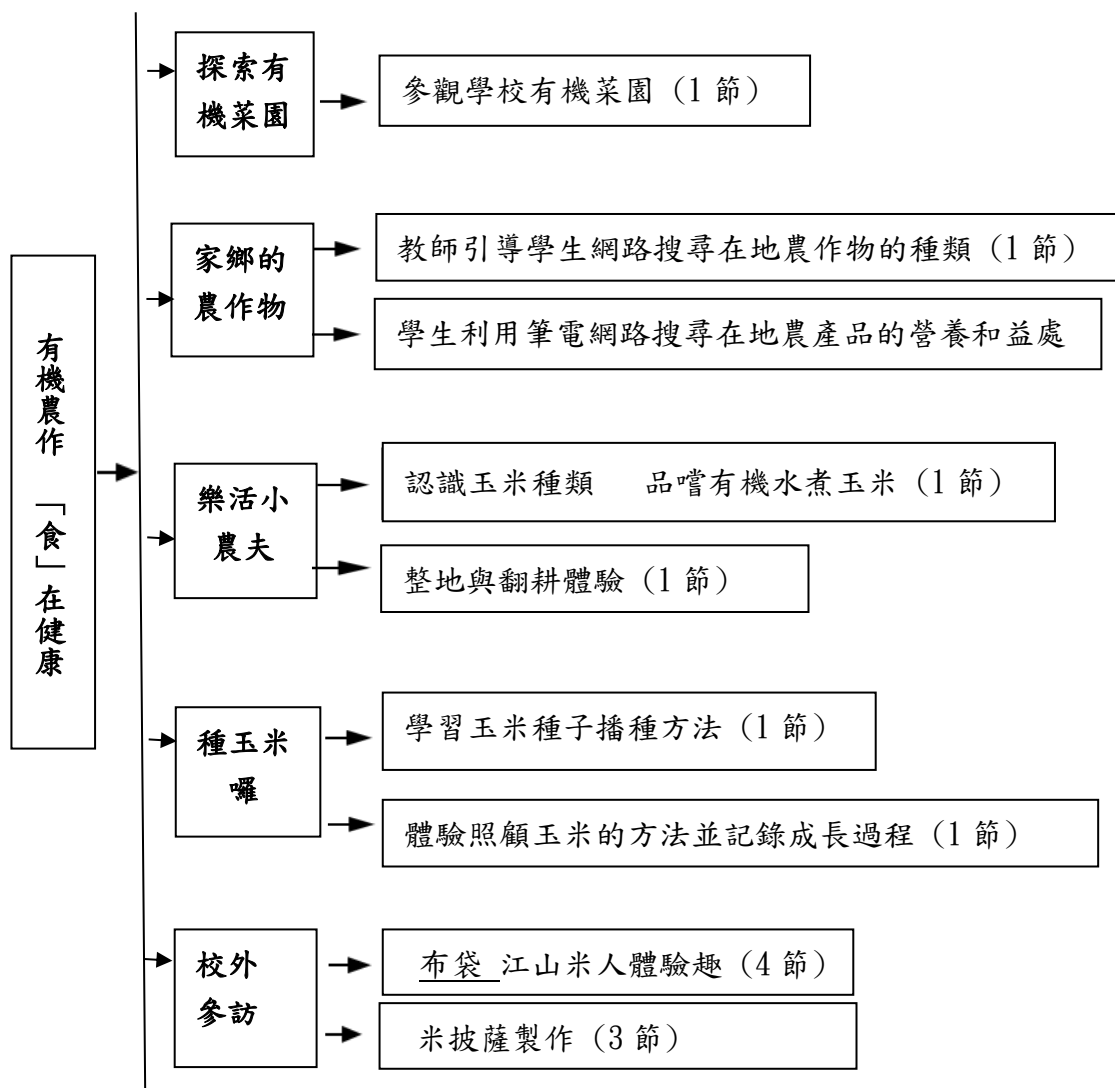 探索有
機菜園
參觀學校有機菜園（1 節）
家鄉的
農作物
教師引導學生網路搜尋在地農作物的種類（1 節）
學生利用筆電網路搜尋在地農產品的營養和益處
有機農作 「食」在健康
樂活小
農夫
認識玉米種類 品嚐有機水煮玉米（1 節）
整地與翻耕體驗（1 節）
種玉米
囉
學習玉米種子播種方法（1 節）
體驗照顧玉米的方法並記錄成長過程（1 節）
校外
參訪
布袋 江山米人體驗趣（4 節）
米披薩製作（3 節）